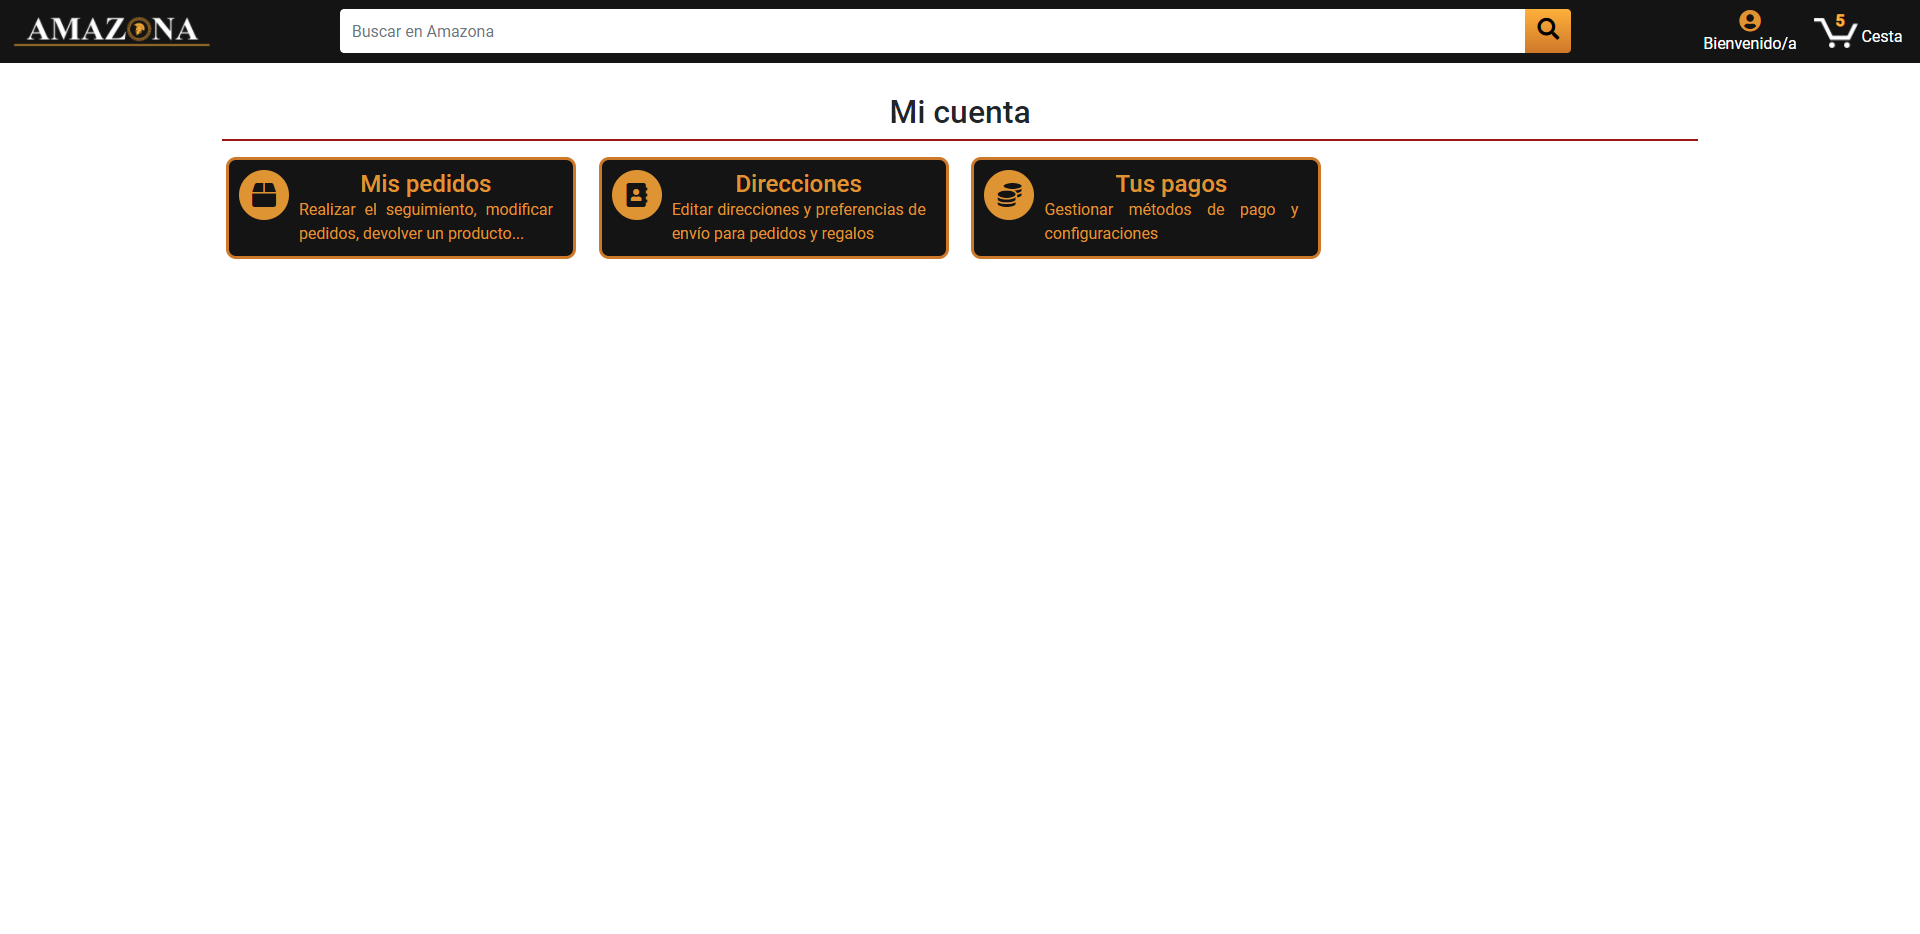 AMAZONA
Buscar en Amazona
Bienvenido/a
5
Cesta
Mi cuenta
Mis pedidos
Realizar el seguimiento, modificar
pedidos, devolver un producto...
Direcciones
Editar direcciones y preferencias de
envío para pedidos y regalos
Tus pagos
Gestionar métodos de pago y
configuraciones